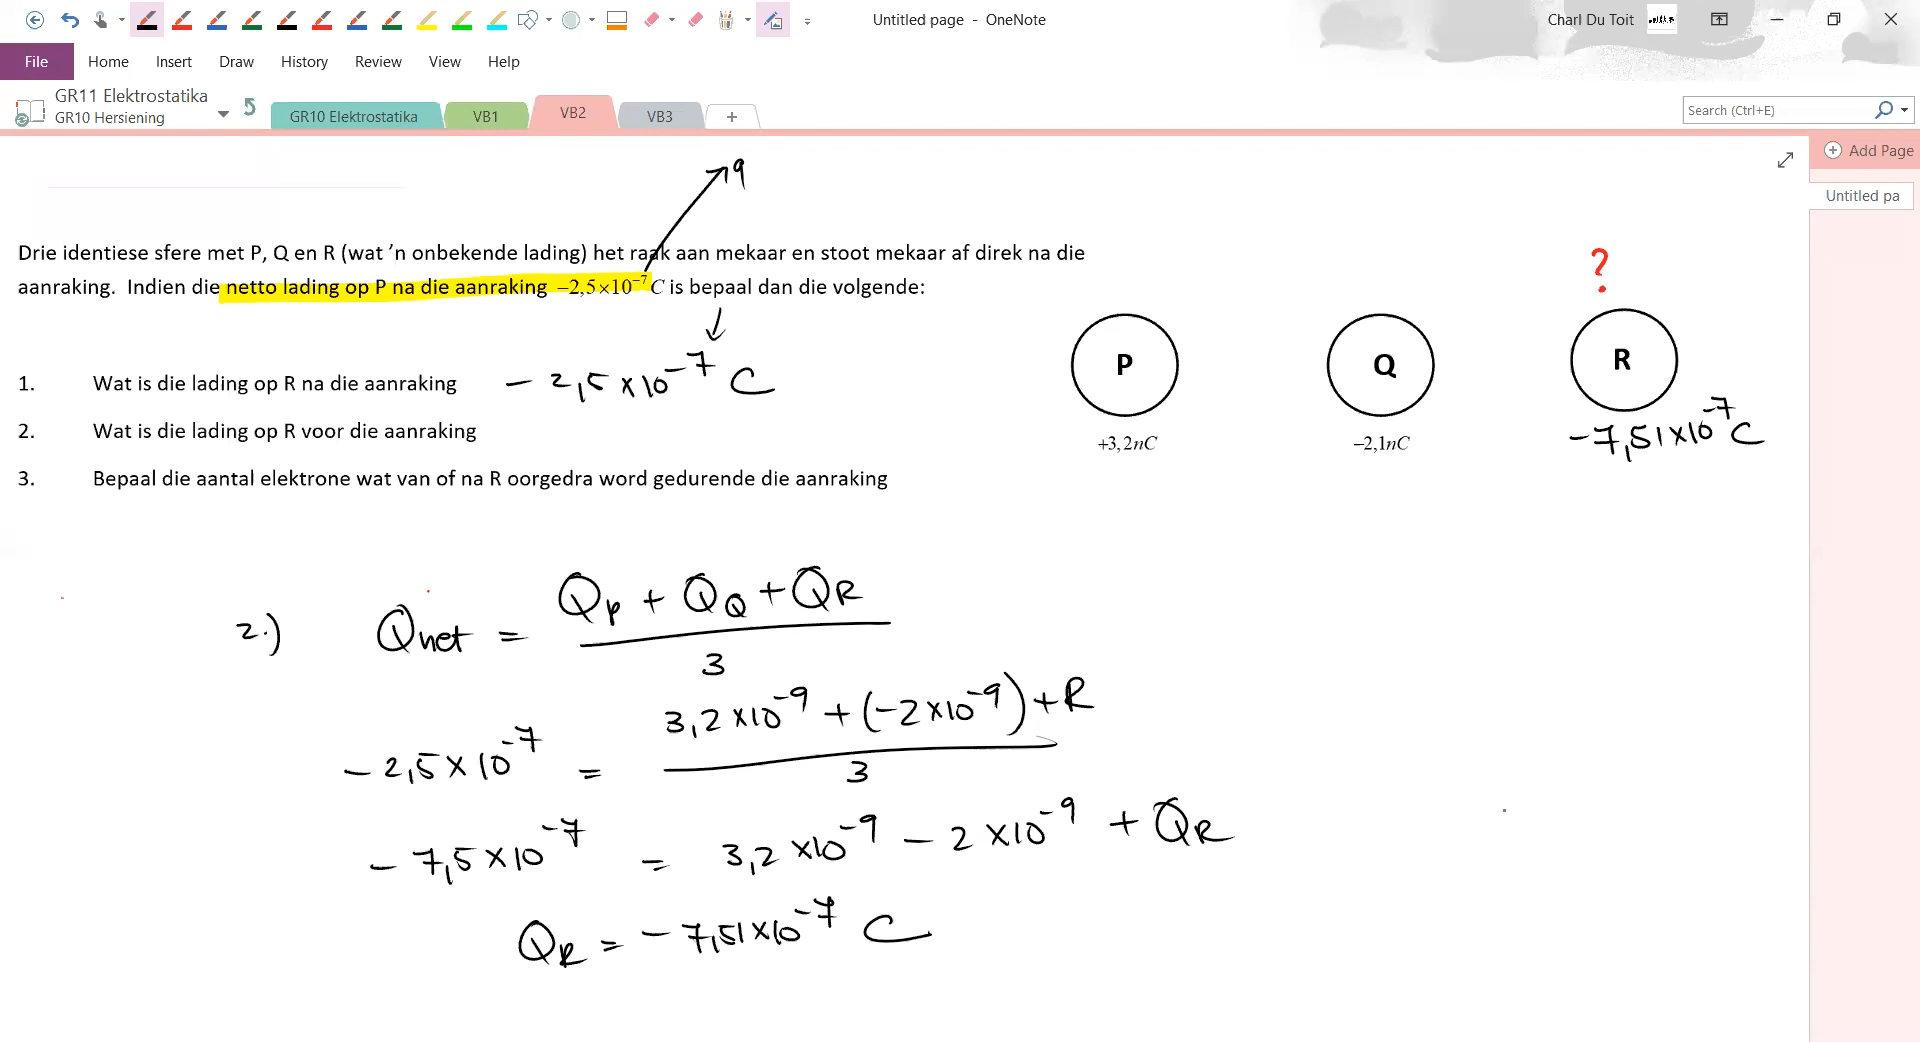 Untitled page - OneNote
Charl Du Toit
File Home Insert Draw History Review View Help
GR11 Elektrostatika
GR10 Hersiening
GR10 Elektrostatika VB1 VB2 VB3 +
Search (Ctrl+E)
Add Page
Untitled pa
q
Drie identiese sfere met P, Q en R (wat ’n onbekende lading) het raak aan mekaar en stoot mekaar af direk na die
aanraking. Indien die netto lading op P na die aanraking −2,5×10⁻⁷C is bepaal dan die volgende:
1. Wat is die lading op R na die aanraking − 2,5 × 10⁻⁷ C
2. Wat is die lading op R voor die aanraking
3. Bepaal die aantal elektrone wat van of na R oorgedra word gedurende die aanraking
?
P Q R
+3,2nC −2,1nC −7,51×10⁻⁷ C
2.) Qnet = (Q_P + Q_Q + Q_R) / 3
− 2,5 × 10⁻⁷ = (3,2 × 10⁻⁹ + (−2×10⁻⁹) + R) / 3
− 7,5 × 10⁻⁷ = 3,2 × 10⁻⁹ − 2 × 10⁻⁹ + Q_R
Q_R = − 7,51 × 10⁻⁷ C